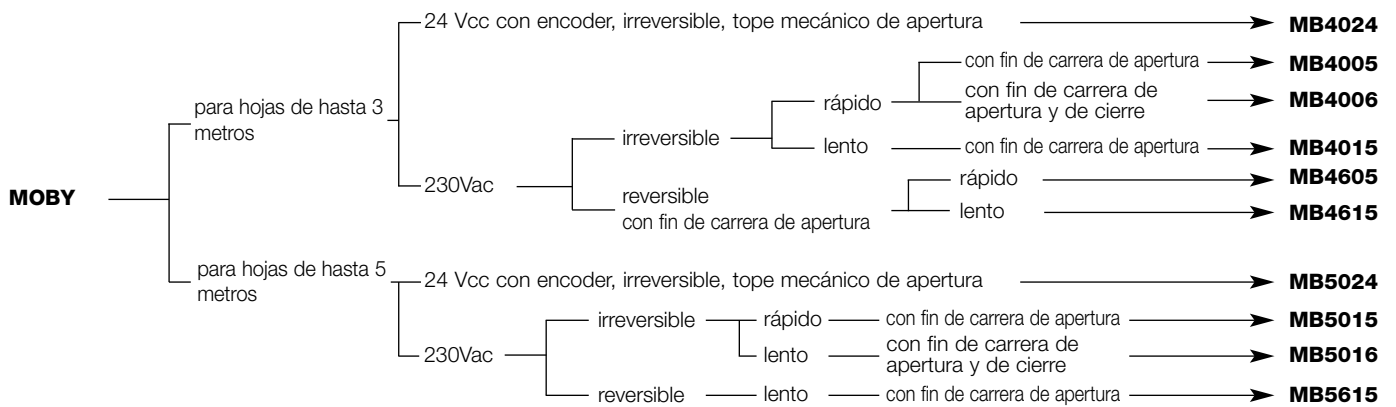 MOBY
para hojas de hasta 3
metros
24 Vcc con encoder, irreversible, tope mecánico de apertura
MB4024
230Vac
irreversible
rápido
con fin de carrera de apertura
MB4005
con fin de carrera de
apertura y de cierre
MB4006
lento
con fin de carrera de apertura
MB4015
reversible
con fin de carrera de apertura
rápido
MB4605
lento
MB4615
para hojas de hasta 5
metros
24 Vcc con encoder, irreversible, tope mecánico de apertura
MB5024
230Vac
irreversible
rápido
con fin de carrera de apertura
MB5015
lento
con fin de carrera de
apertura y de cierre
MB5016
reversible
lento
con fin de carrera de apertura
MB5615